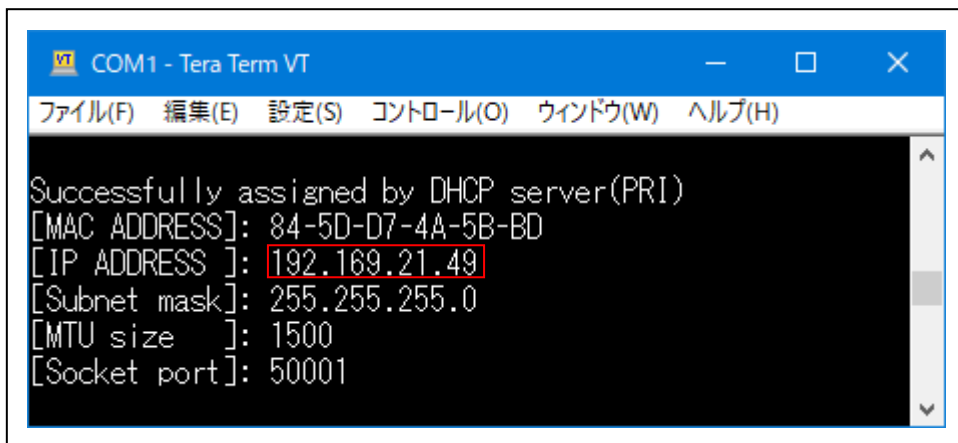 COM1 - Tera Term VT
ファイル(F) 編集(E) 設定(S) コントロール(O) ウィンドウ(W) ヘルプ(H)
Successfully assigned by DHCP server(PRI)
[MAC ADDRESS]: 84-5D-D7-4A-5B-BD
[IP ADDRESS ]: 192.169.21.49
[Subnet mask]: 255.255.255.0
[MTU size   ]: 1500
[Socket port]: 50001